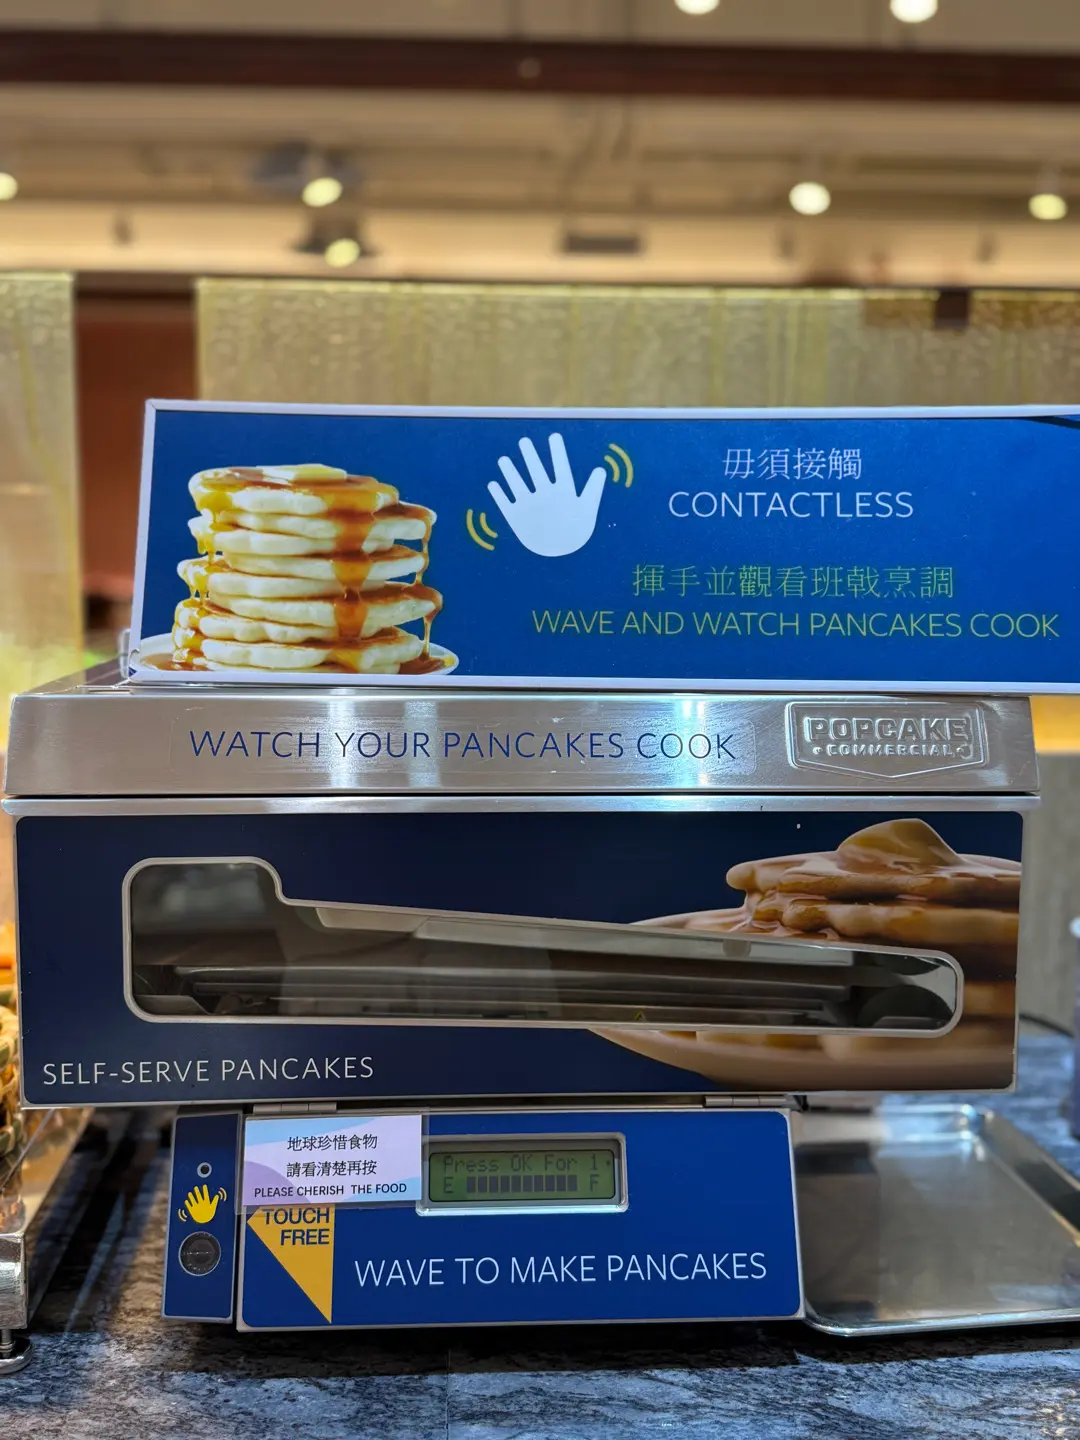 毋須接觸
CONTACTLESS
揮手並觀看班戟烹調
WAVE AND WATCH PANCAKES COOK
WATCH YOUR PANCAKES COOK
POPCAKE
COMMERCIAL
SELF-SERVE PANCAKES
地球珍惜食物
請看清楚再按
PLEASE CHERISH THE FOOD
Press OK For 1
E F
TOUCH
FREE
WAVE TO MAKE PANCAKES